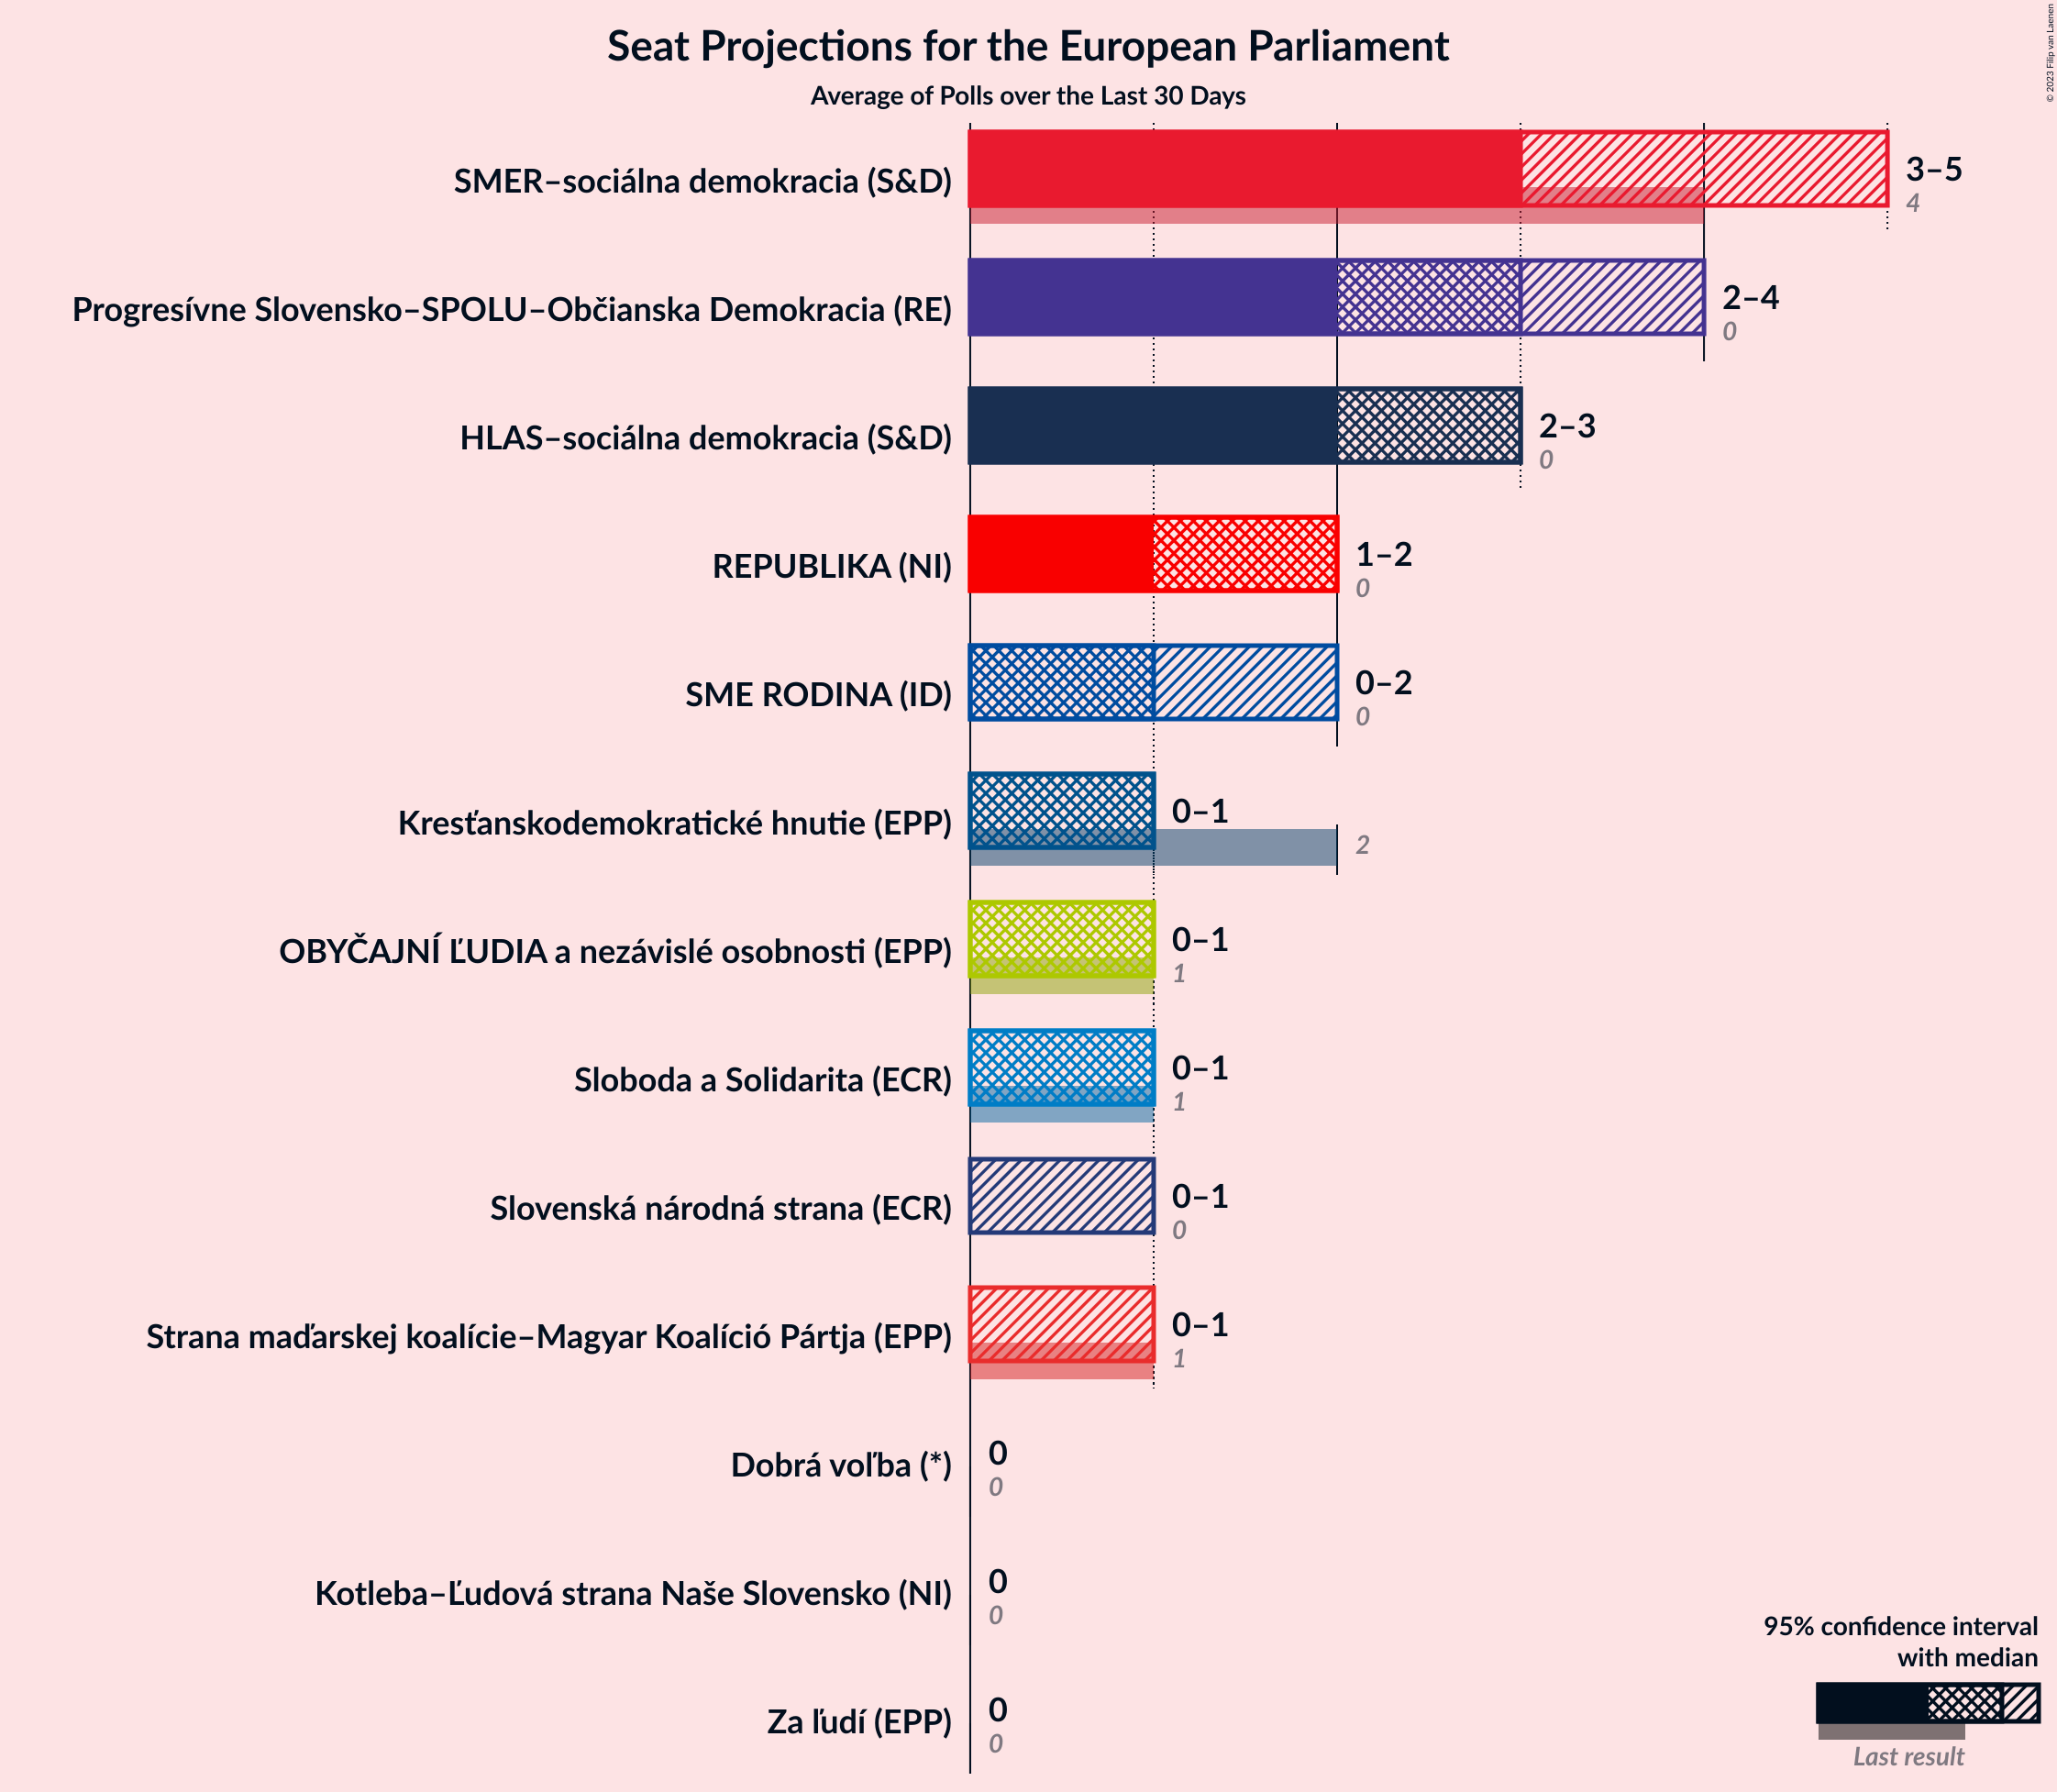 Seat Projections for the European Parliament
Average of Polls over the Last 30 Days
© 2023 Filip van Laenen
SMER–sociálna demokracia (S&D)
3–5
4
Progresívne Slovensko–SPOLU–Občianska Demokracia (RE)
2–4
0
HLAS–sociálna demokracia (S&D)
2–3
0
REPUBLIKA (NI)
1–2
0
SME RODINA (ID)
0–2
0
Kresťanskodemokratické hnutie (EPP)
0–1
2
OBYČAJNÍ ĽUDIA a nezávislé osobnosti (EPP)
0–1
1
Sloboda a Solidarita (ECR)
0–1
1
Slovenská národná strana (ECR)
0–1
0
Strana maďarskej koalície–Magyar Koalíció Pártja (EPP)
0–1
1
Dobrá voľba (*)
0
0
Kotleba–Ľudová strana Naše Slovensko (NI)
0
0
Za ľudí (EPP)
0
0
95% confidence interval
with median
Last result